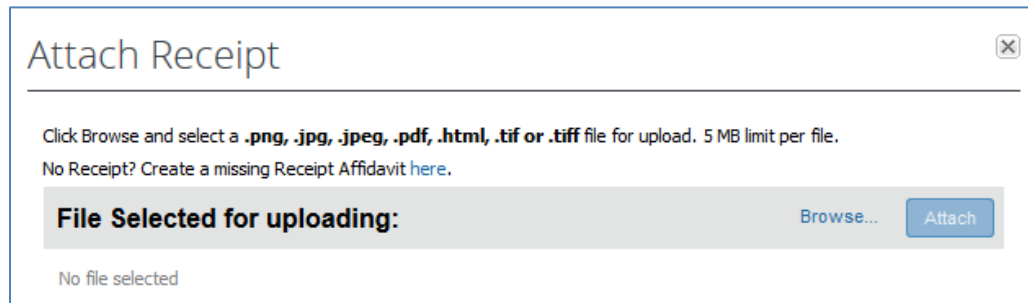 Attach Receipt
Click Browse and select a .png, .jpg, .jpeg, .pdf, .html, .tif or .tiff file for upload. 5 MB limit per file.
No Receipt? Create a missing Receipt Affidavit here.
File Selected for uploading: Browse... Attach
No file selected